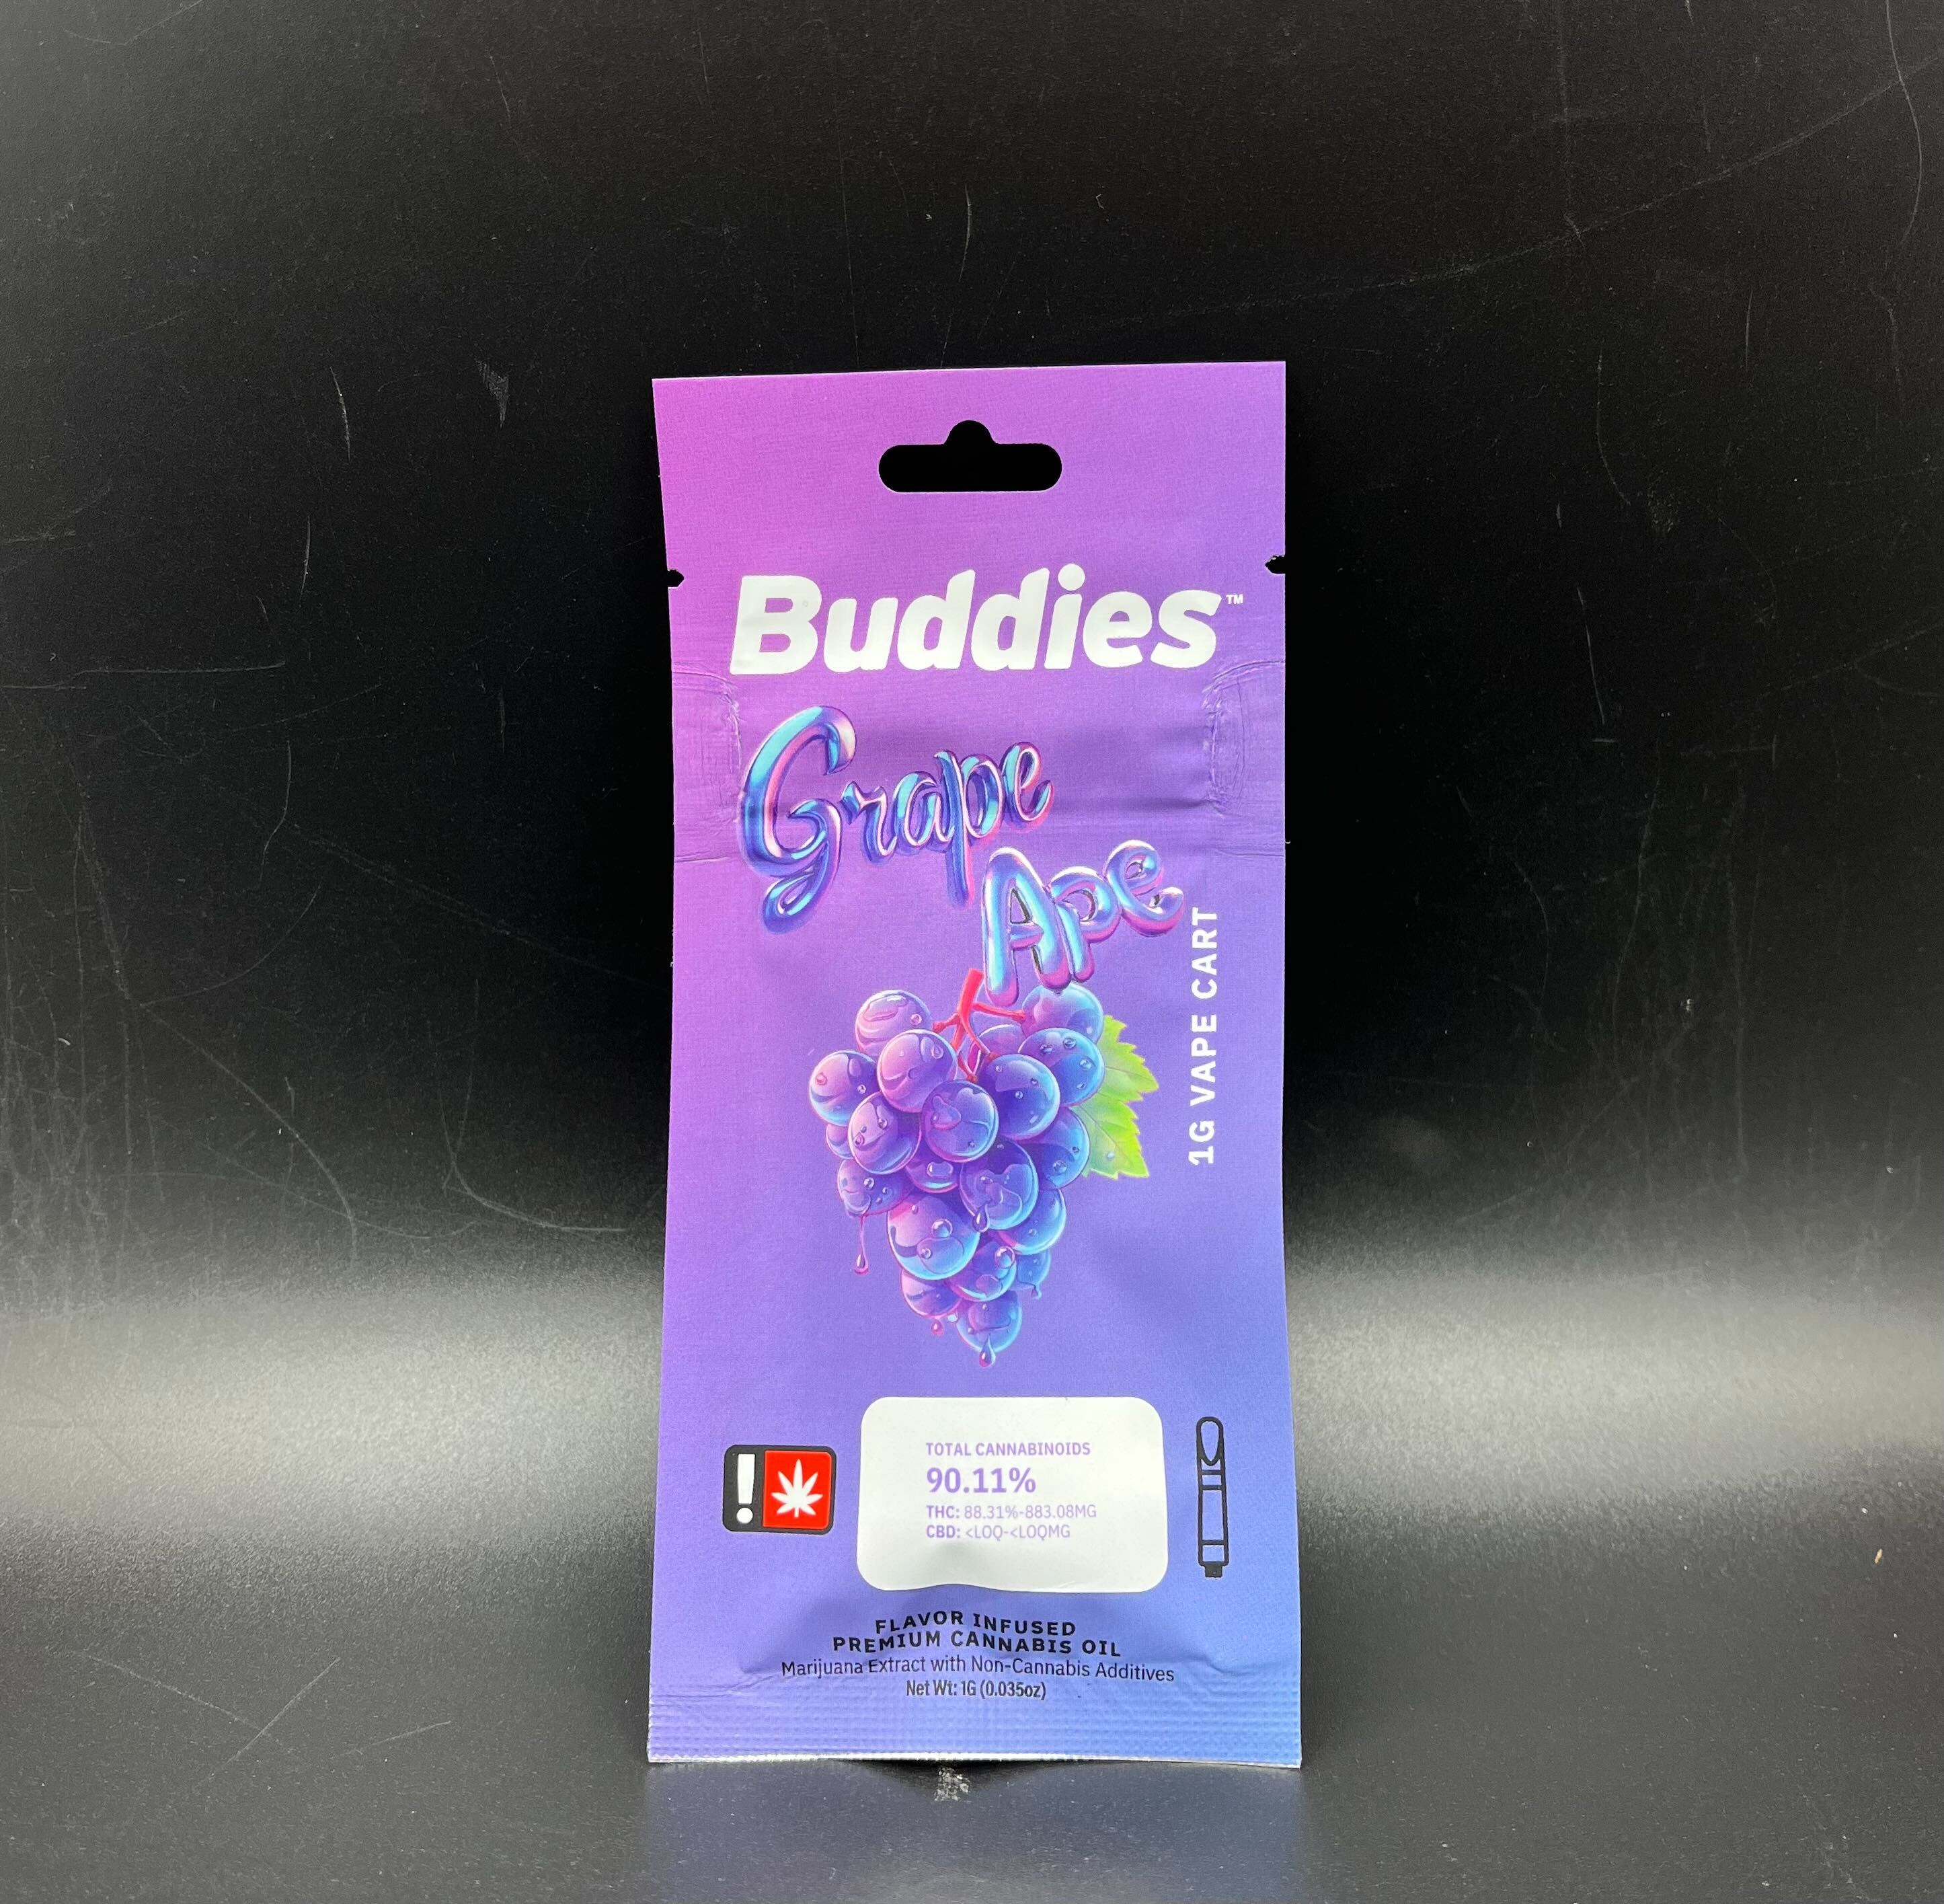 Buddies™
Grape
Ape
1G VAPE CART
TOTAL CANNABINOIDS
90.11%
THC: 88.31%-883.08MG
CBD: <LOQ-<LOQMG
FLAVOR INFUSED
PREMIUM CANNABIS OIL
Marijuana Extract with Non-Cannabis Additives
Net Wt: 1G (0.035oz)